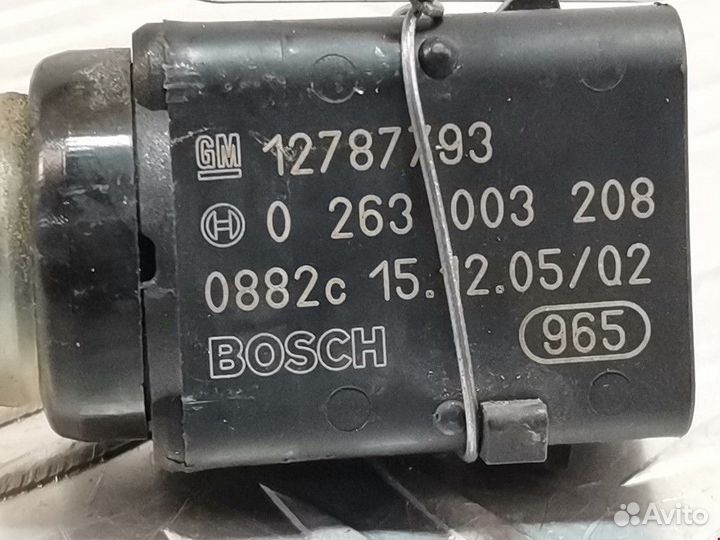 GM 12787793
0 263 003 208
0882c 15.12.05/Q2
BOSCH 965
Avito